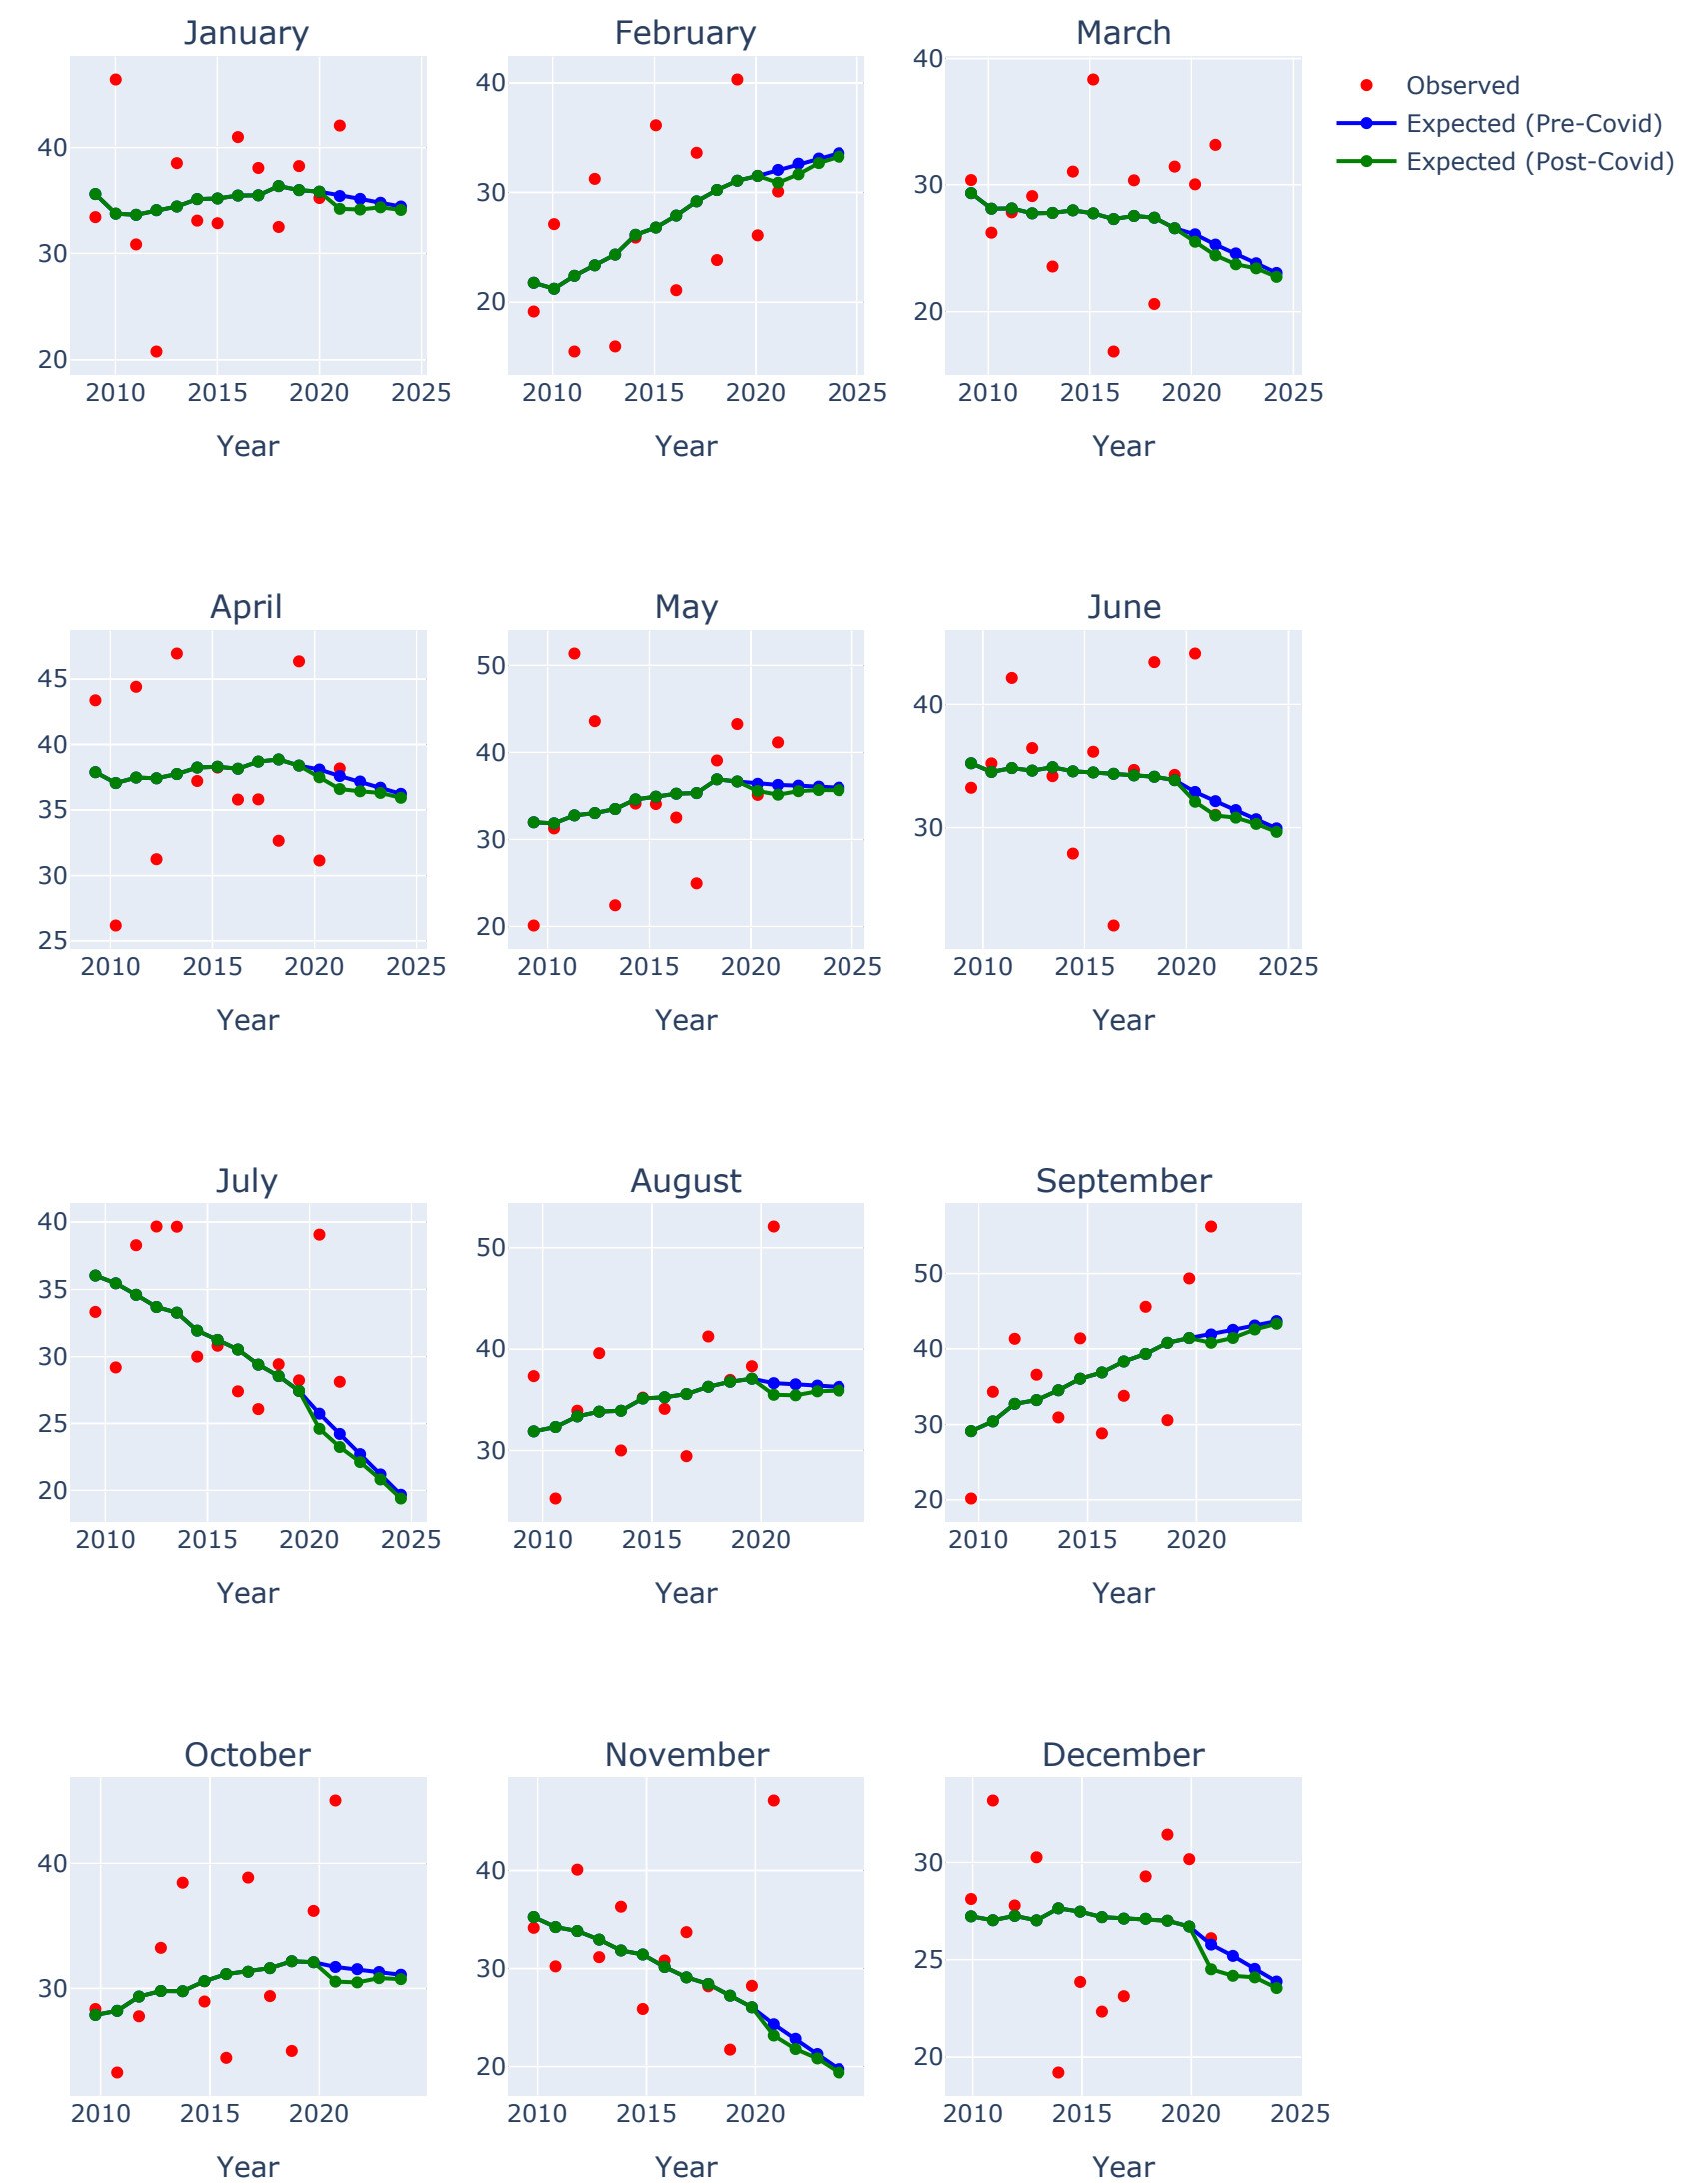 January February March
40
30
20
2010 2015 2020 2025
Year
40
30
20
2010 2015 2020 2025
Year
40
30
20
2010 2015 2020 2025
Year
Observed
Expected (Pre-Covid)
Expected (Post-Covid)
April May June
45
40
35
30
25
2010 2015 2020 2025
Year
50
40
30
20
2010 2015 2020 2025
Year
40
30
2010 2015 2020 2025
Year
July August September
40
35
30
25
20
2010 2015 2020 2025
Year
50
40
30
2010 2015 2020
Year
50
40
30
20
2010 2015 2020
Year
October November December
40
30
2010 2015 2020
Year
40
30
20
2010 2015 2020
Year
30
25
20
2010 2015 2020 2025
Year